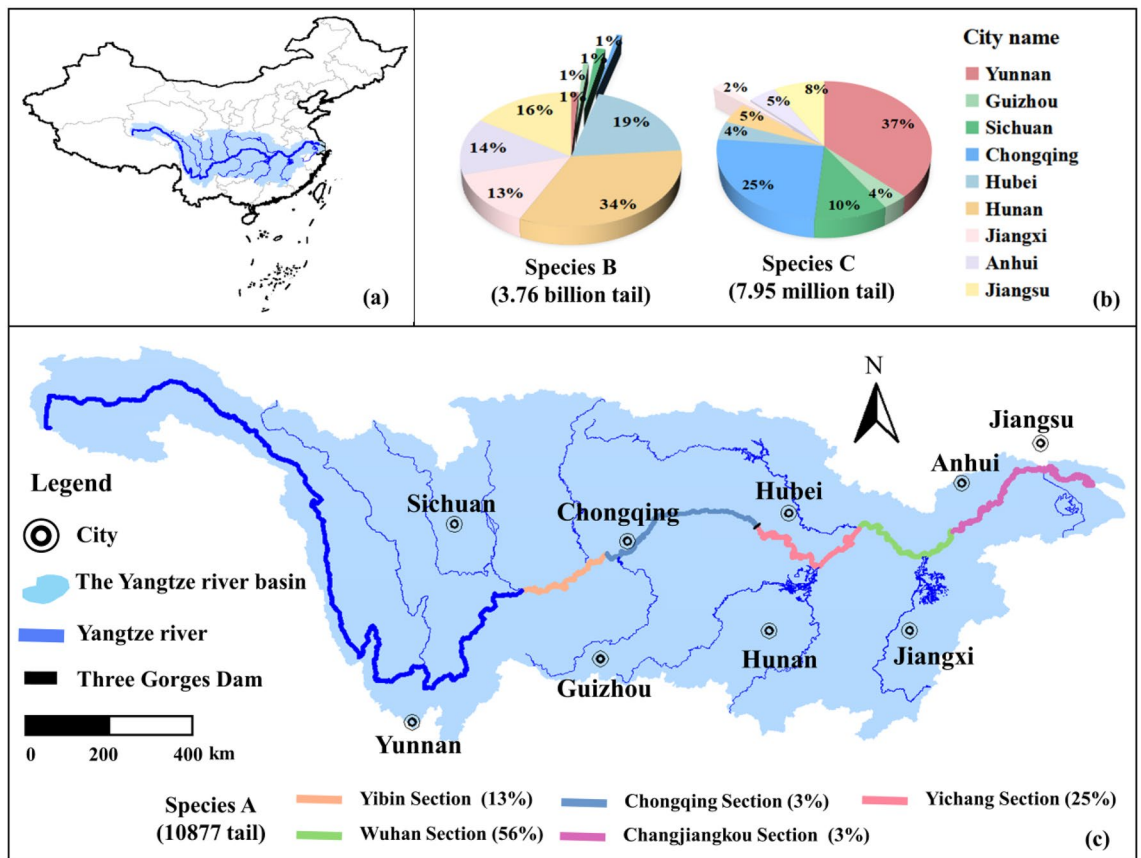 (a)
1%
1%
1%
1%
19%
34%
13%
14%
16%
Species B
(3.76 billion tail)
2%
5%
8%
37%
4%
10%
25%
4%
5%
Species C
(7.95 million tail)
City name
Yunnan
Guizhou
Sichuan
Chongqing
Hubei
Hunan
Jiangxi
Anhui
Jiangsu
(b)
N
Jiangsu
Anhui
Hubei
Sichuan
Chongqing
Hunan
Jiangxi
Guizhou
Yunnan
Legend
City
The Yangtze river basin
Yangtze river
Three Gorges Dam
0 200 400 km
Species A
(10877 tail)
Yibin Section (13%)
Chongqing Section (3%)
Yichang Section (25%)
Wuhan Section (56%)
Changjiangkou Section (3%)
(c)